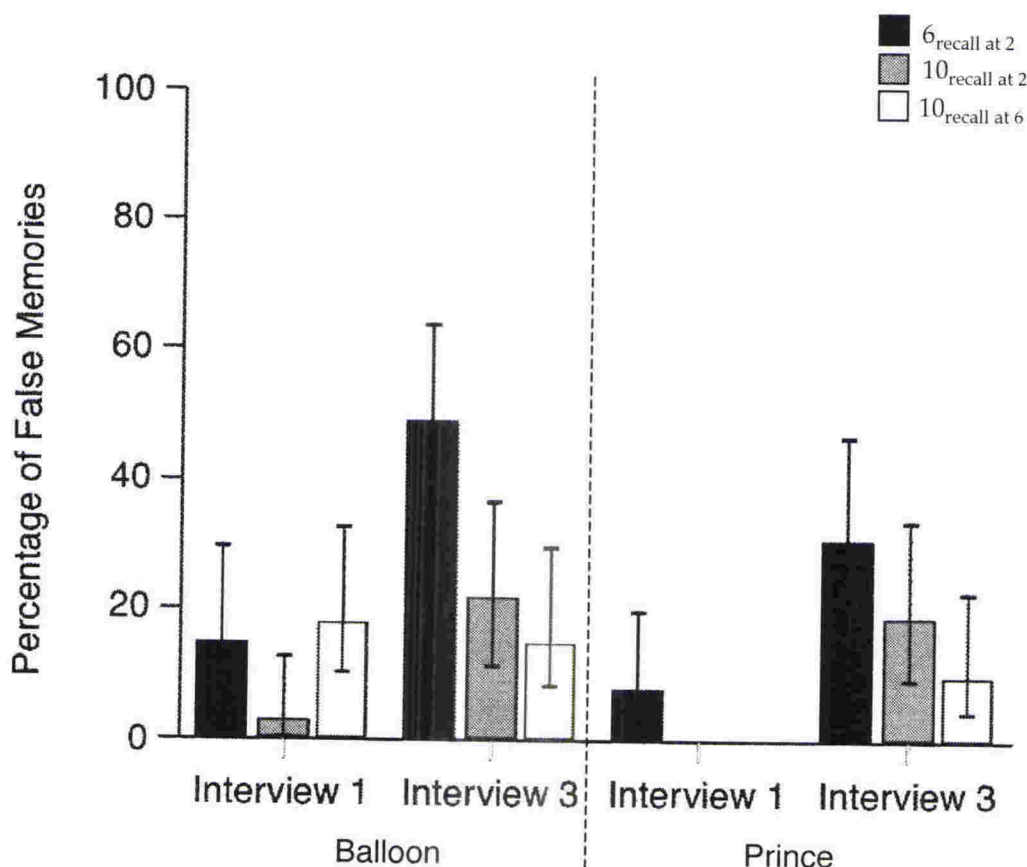 6recall at 2
10recall at 2
10recall at 6
Percentage of False Memories
100
80
60
40
20
0
Interview 1
Interview 3
Interview 1
Interview 3
Balloon
Prince